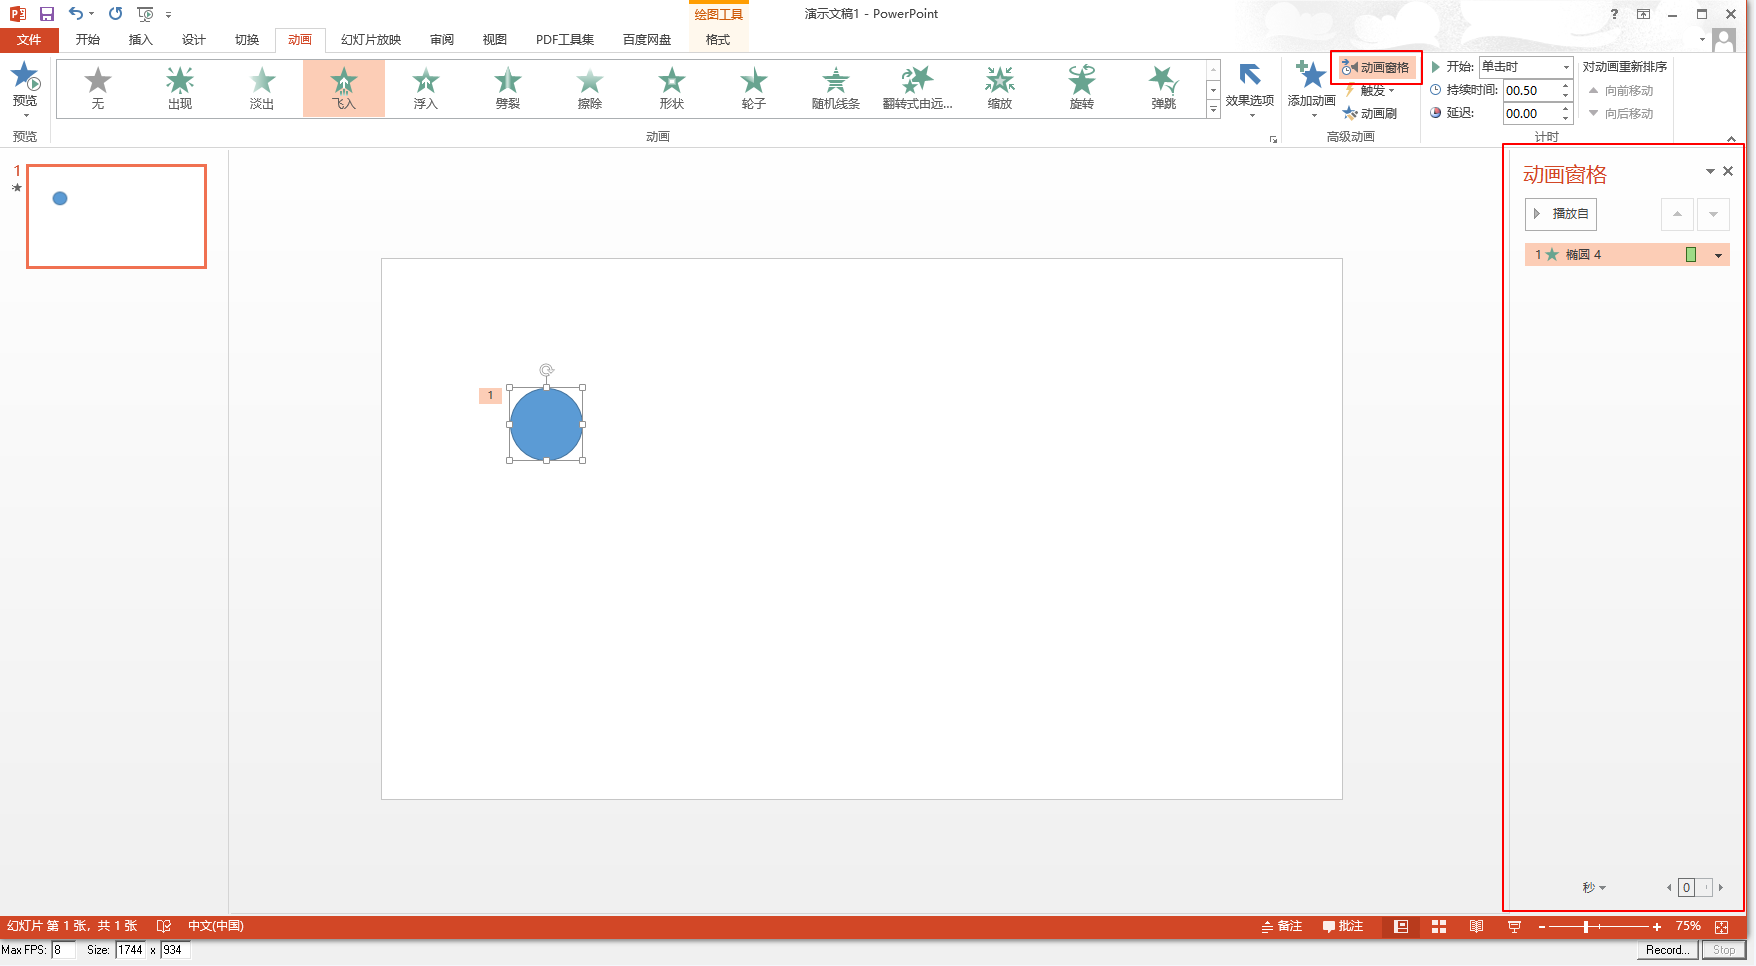 绘图工具
演示文稿1 - PowerPoint
?
文件 开始 插入 设计 切换 动画 幻灯片放映 审阅 视图 PDF工具集 百度网盘 格式
预览
无 出现 淡出 飞入 浮入 劈裂 擦除 形状 轮子 随机线条 翻转式由远... 缩放 旋转 弹跳
效果选项
添加动画
动画窗格
触发
动画刷
开始: 单击时
持续时间: 00.50
延迟: 00.00
对动画重新排序
向前移动
向后移动
预览 动画 高级动画 计时
1
1
动画窗格
播放自
1 椭圆 4
秒 0
幻灯片 第 1 张，共 1 张 中文(中国) 备注 批注 75%
Max FPS: 8 Size: 1744 x 934 Record... Stop